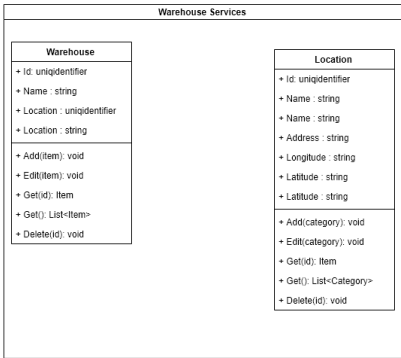 Warehouse Services
Warehouse
+ Id: uniqidentifier
+ Name : string
+ Location : uniqidentifier
+ Location : string
+ Add(item): void
+ Edit(item): void
+ Get(id): Item
+ Get(): List<Item>
+ Delete(id): void
Location
+ Id: uniqidentifier
+ Name : string
+ Name : string
+ Address : string
+ Longitude : string
+ Latitude : string
+ Latitude : string
+ Add(category): void
+ Edit(category): void
+ Get(id): Item
+ Get(): List<Category>
+ Delete(id): void